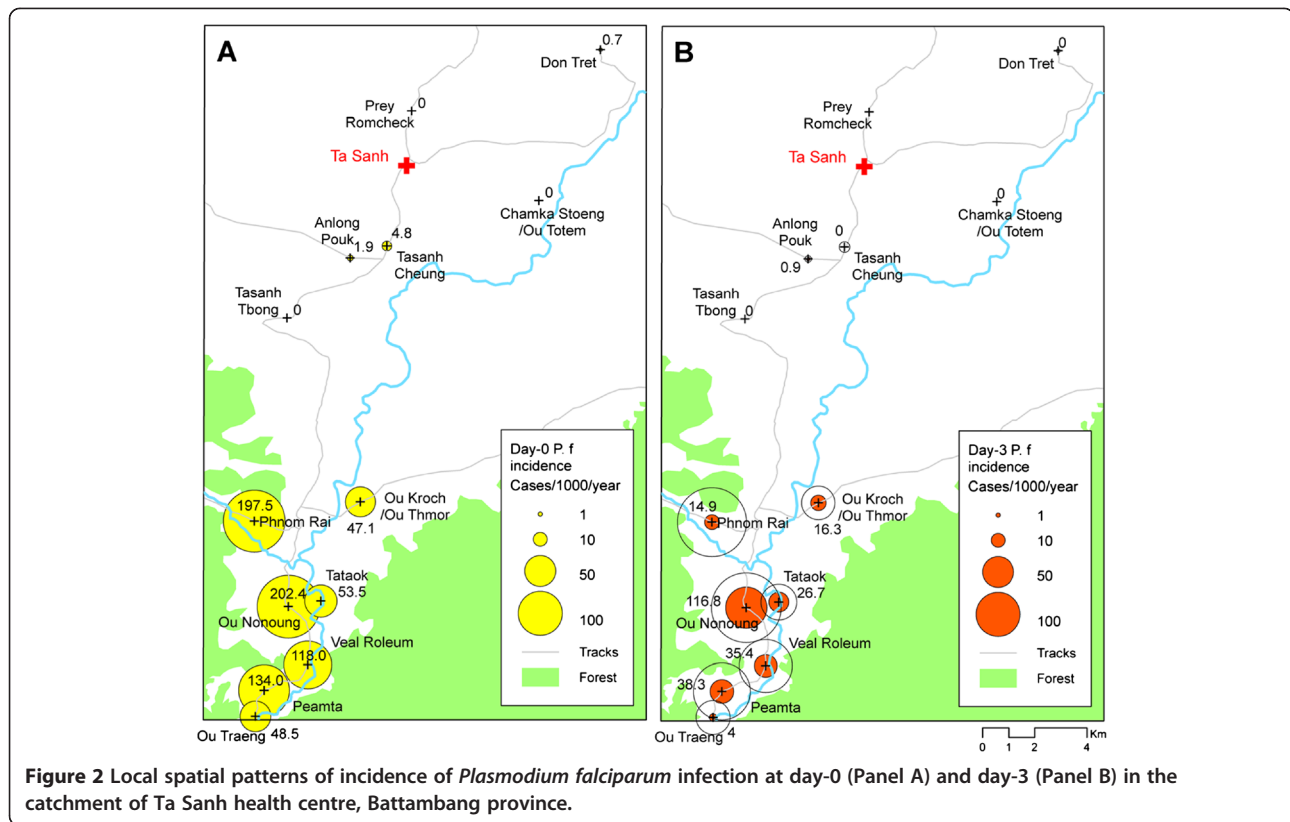 A
0.7
Don Tret
0
Prey
Romcheck
Ta Sanh
0
Chamka Stoeng
/Ou Totem
Anlong
Pouk
1.9
4.8
Tasanh
Cheung
Tasanh
Tbong
0
197.5
Phnom Rai
Ou Kroch
/Ou Thmor
47.1
Tataok
53.5
202.4
Ou Nonoung
Veal Roleum
118.0
134.0
Peamta
Ou Traeng
48.5
Day-0 P. f
incidence
Cases/1000/year
1
10
50
100
Tracks
Forest
B
0
Don Tret
Prey
Romcheck
Ta Sanh
0
Chamka Stoeng
/Ou Totem
Anlong
Pouk
0
0.9
Tasanh
Cheung
Tasanh
Tbong
0
14.9
Phnom Rai
Ou Kroch
/Ou Thmor
16.3
Tataok
26.7
116.8
Ou Nonoung
Veal Roleum
35.4
38.3
Peamta
Ou Traeng
4
Day-3 P. f
incidence
Cases/1000/year
1
10
50
100
Tracks
Forest
Km
0 1 2 4
Figure 2 Local spatial patterns of incidence of Plasmodium falciparum infection at day-0 (Panel A) and day-3 (Panel B) in the
catchment of Ta Sanh health centre, Battambang province.